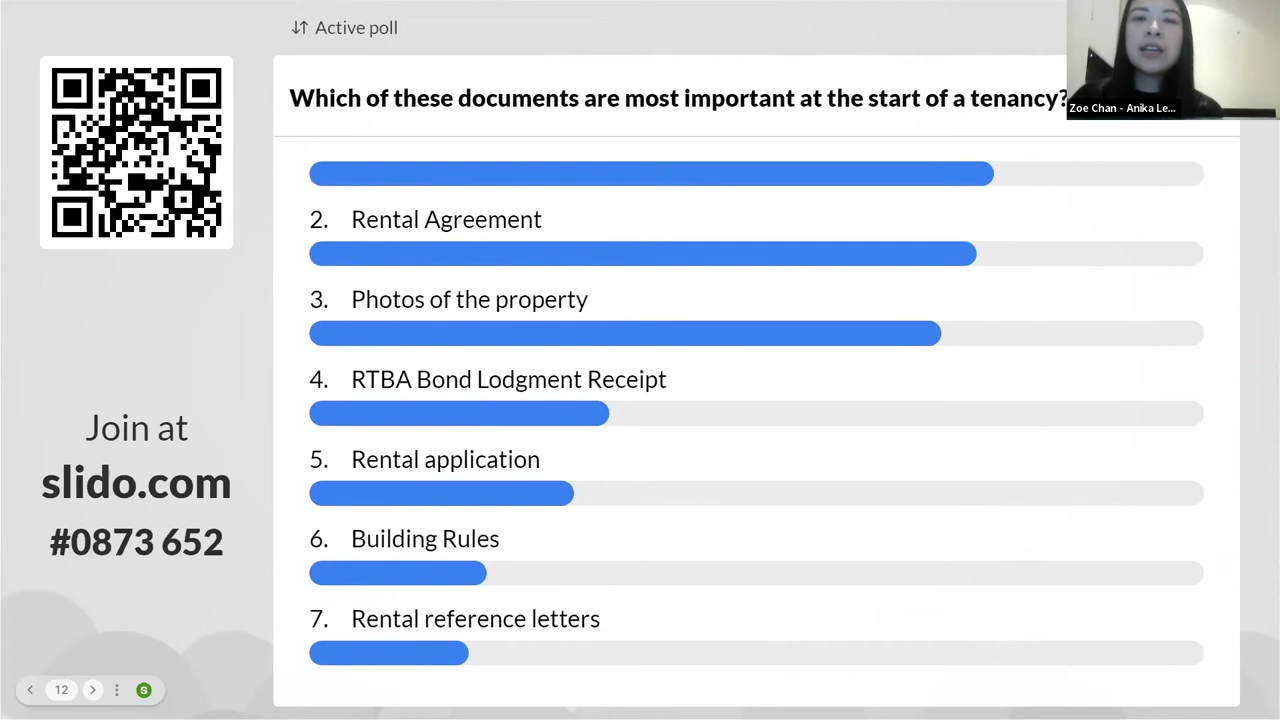 Active poll
Which of these documents are most important at the start of a tenancy?
Zoe Chan - Anika Le...
2. Rental Agreement
3. Photos of the property
4. RTBA Bond Lodgment Receipt
5. Rental application
6. Building Rules
7. Rental reference letters
Join at
slido.com
#0873 652
12
S